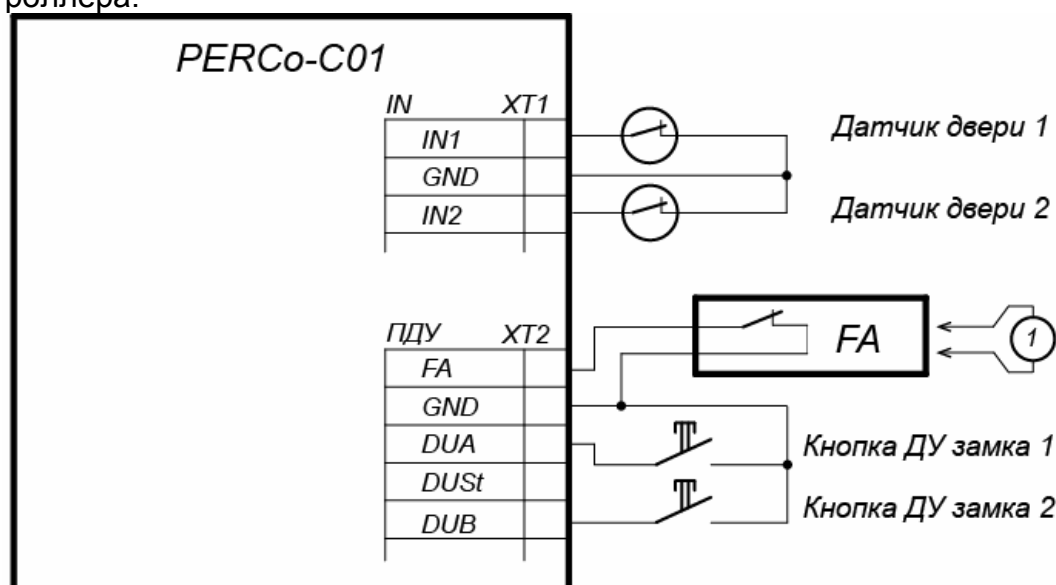 роллера.
PERCo-C01
IN XT1
IN1
GND
IN2
Датчик двери 1
Датчик двери 2
ПДУ XT2
FA
GND
DUA
DUSt
DUB
FA
1
Кнопка ДУ замка 1
Кнопка ДУ замка 2